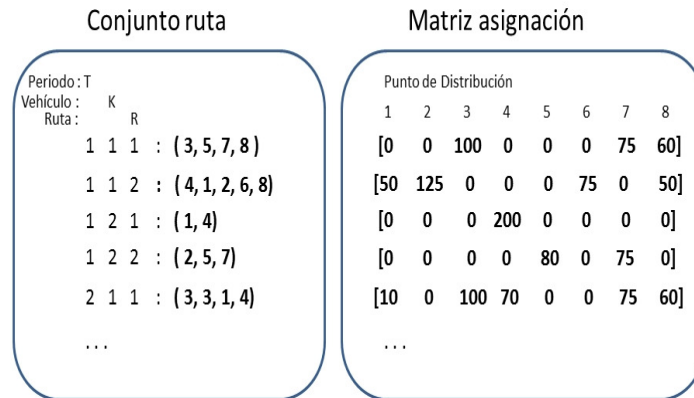 Conjunto ruta
Periodo : T
Vehículo : K
Ruta : R
1 1 1 : ( 3, 5, 7, 8 )
1 1 2 : ( 4, 1, 2, 6, 8)
1 2 1 : ( 1, 4)
1 2 2 : ( 2, 5, 7)
2 1 1 : ( 3, 3, 1, 4)
. . .
Matriz asignación
Punto de Distribución
1 2 3 4 5 6 7 8
[0 0 100 0 0 0 75 60]
[50 125 0 0 0 75 0 50]
[0 0 0 200 0 0 0 0]
[0 0 0 0 80 0 75 0]
[10 0 100 70 0 0 75 60]
. . .